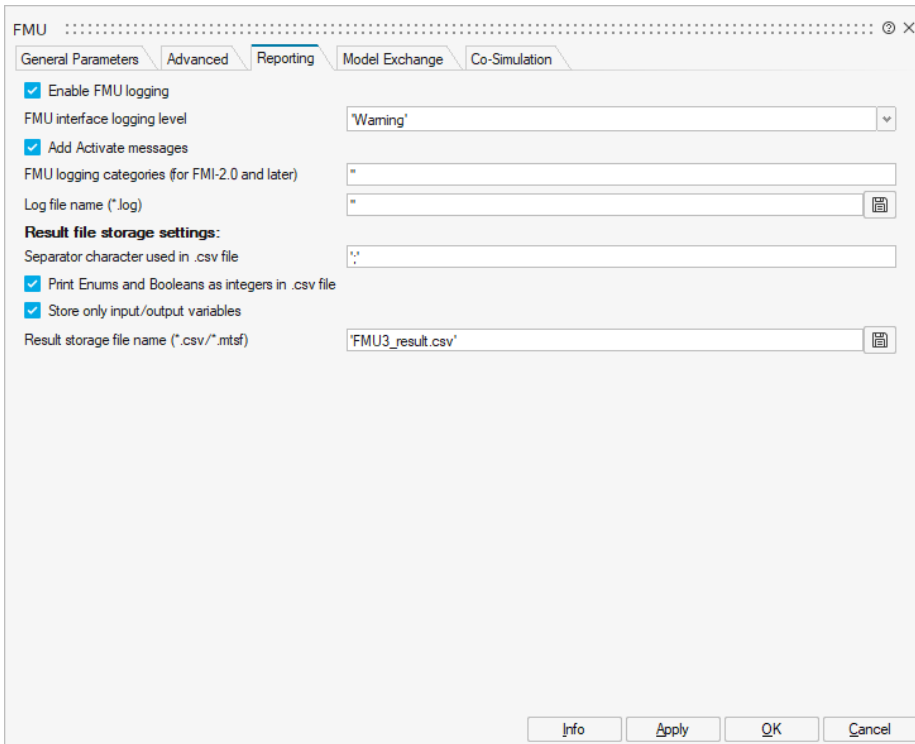 FMU
General Parameters Advanced Reporting Model Exchange Co-Simulation
Enable FMU logging
FMU interface logging level 'Warning'
Add Activate messages
FMU logging categories (for FMI-2.0 and later) ''
Log file name (*.log) ''
Result file storage settings:
Separator character used in .csv file ';'
Print Enums and Booleans as integers in .csv file
Store only input/output variables
Result storage file name (*.csv/*.mtsf) 'FMU3_result.csv'
Info Apply OK Cancel